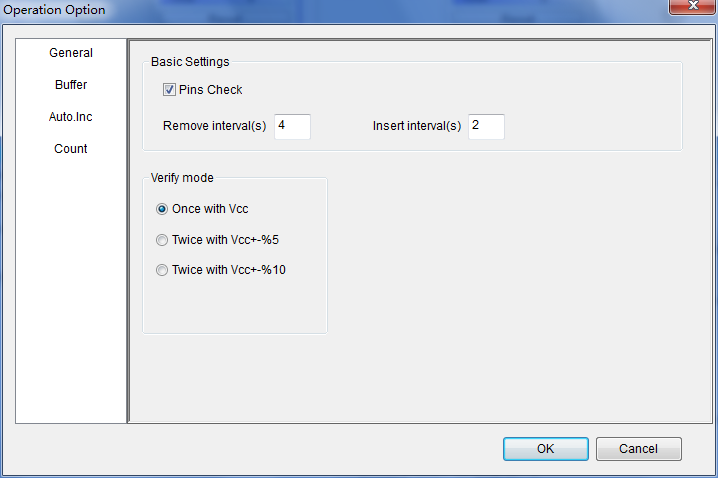 Operation Option
General
Buffer
Auto.Inc
Count
Basic Settings
Pins Check
Remove interval(s) 4 Insert interval(s) 2
Verify mode
Once with Vcc
Twice with Vcc+-%5
Twice with Vcc+-%10
OK Cancel